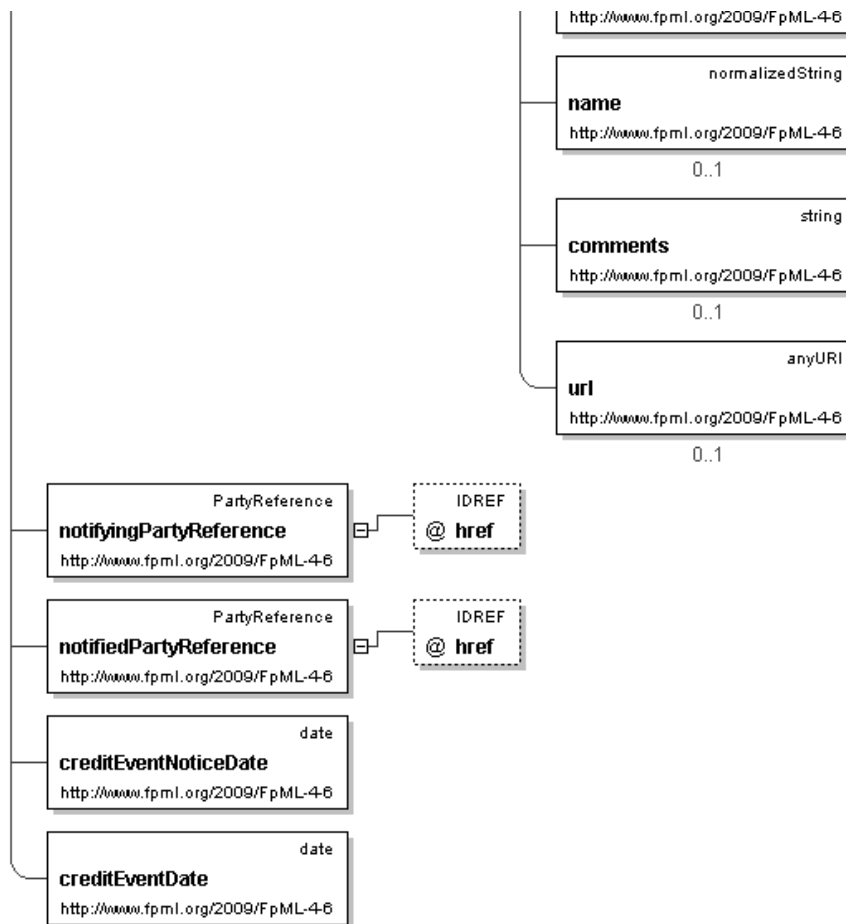 http://www.fpml.org/2009/FpML-4-6
normalizedString
name
http://www.fpml.org/2009/FpML-4-6
0..1
string
comments
http://www.fpml.org/2009/FpML-4-6
0..1
anyURI
url
http://www.fpml.org/2009/FpML-4-6
0..1
PartyReference
notifyingPartyReference
http://www.fpml.org/2009/FpML-4-6
IDREF
@ href
PartyReference
notifiedPartyReference
http://www.fpml.org/2009/FpML-4-6
IDREF
@ href
date
creditEventNoticeDate
http://www.fpml.org/2009/FpML-4-6
date
creditEventDate
http://www.fpml.org/2009/FpML-4-6